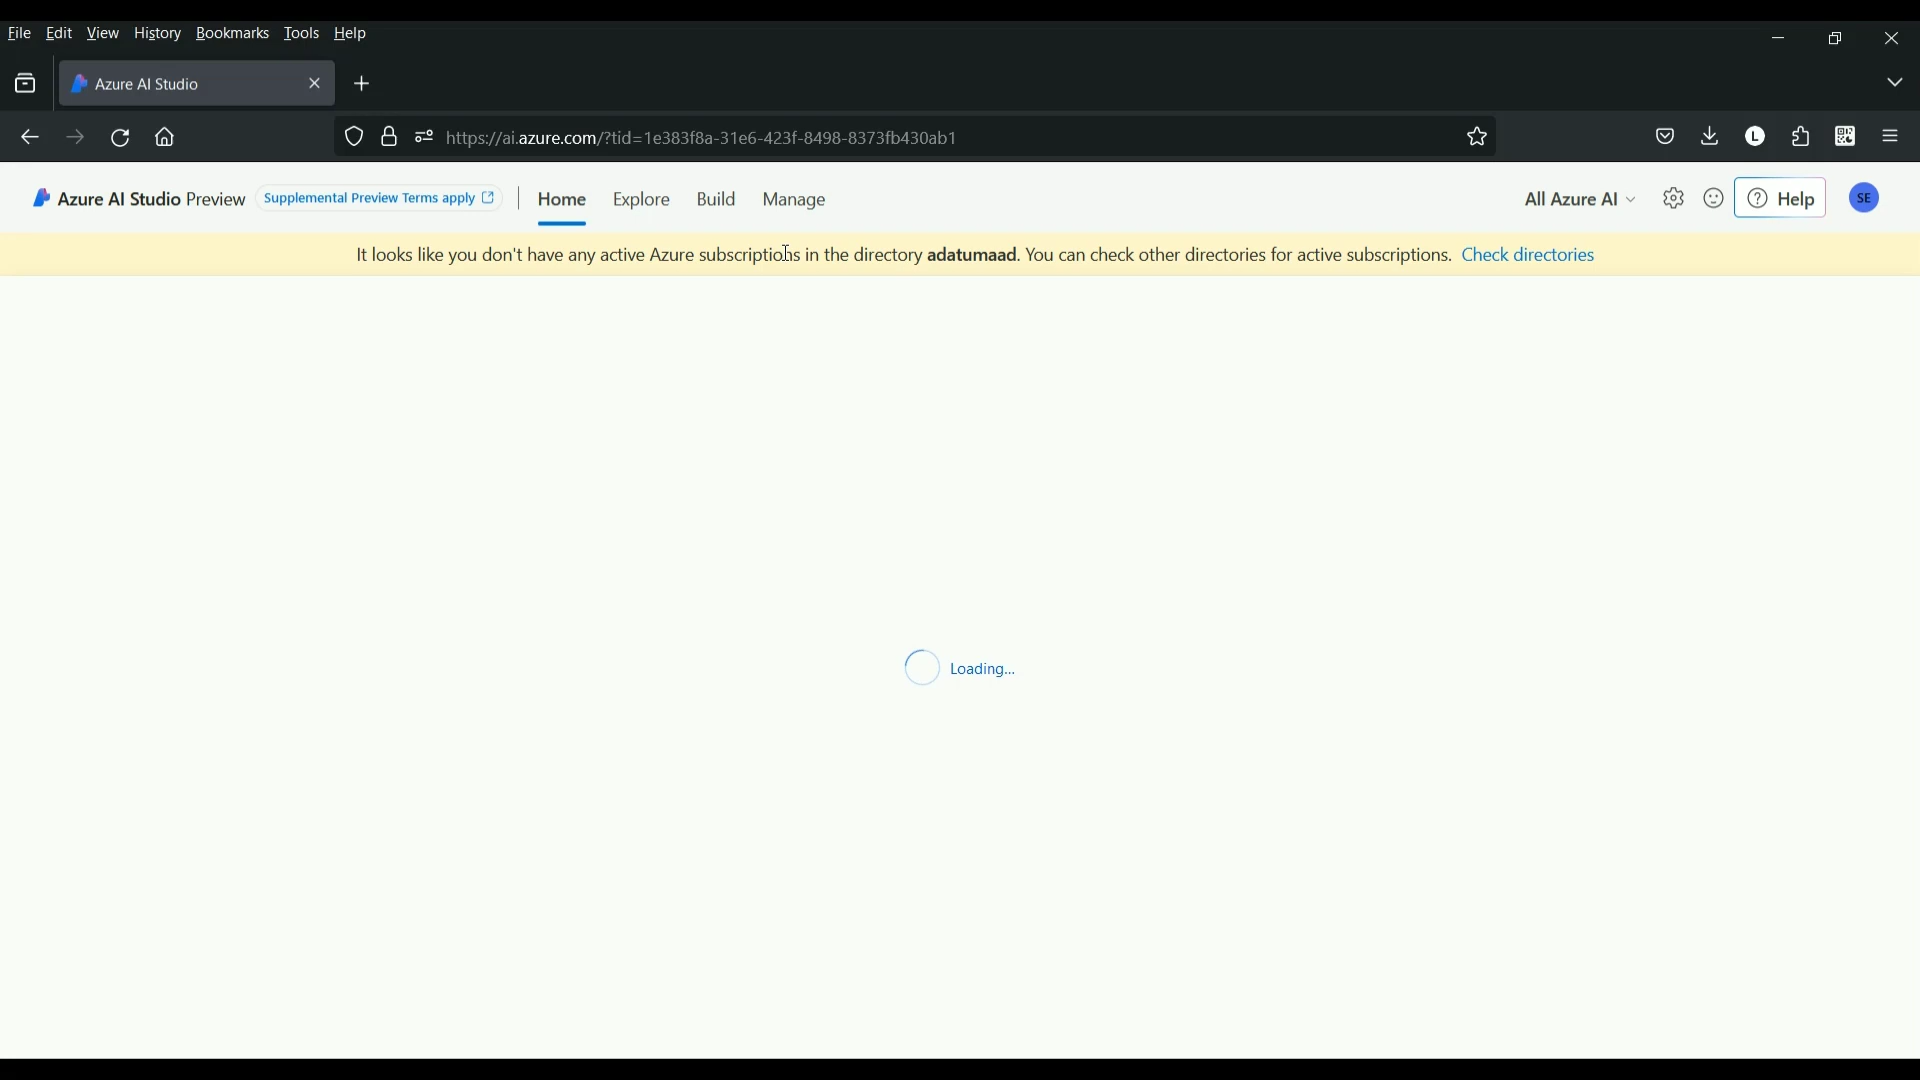 File Edit View History Bookmarks Tools Help
Azure AI Studio
https://ai.azure.com/?tid=1e383f8a-31e6-423f-8498-8373fb430ab1
L
Azure AI Studio Preview Supplemental Preview Terms apply Home Explore Build Manage All Azure AI Help SE
It looks like you don't have any active Azure subscriptions in the directory adatumaad. You can check other directories for active subscriptions. Check directories
Loading...